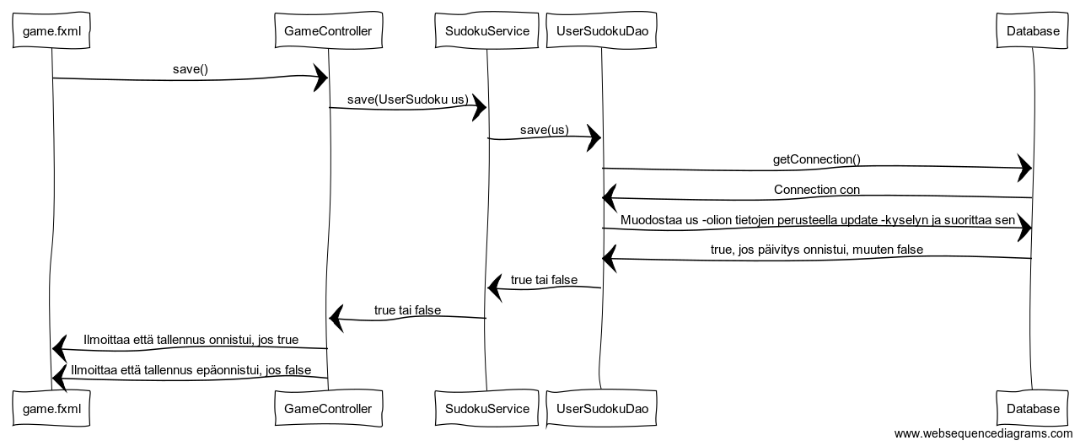 game.fxml
GameController
SudokuService
UserSudokuDao
Database
save()
save(UserSudoku us)
save(us)
getConnection()
Connection con
Muodostaa us -olion tietojen perusteella update -kyselyn ja suorittaa sen
true, jos päivitys onnistui, muuten false
true tai false
true tai false
Ilmoittaa että tallennus onnistui, jos true
Ilmoittaa että tallennus epäonnistui, jos false
game.fxml
GameController
SudokuService
UserSudokuDao
Database
www.websequencediagrams.com